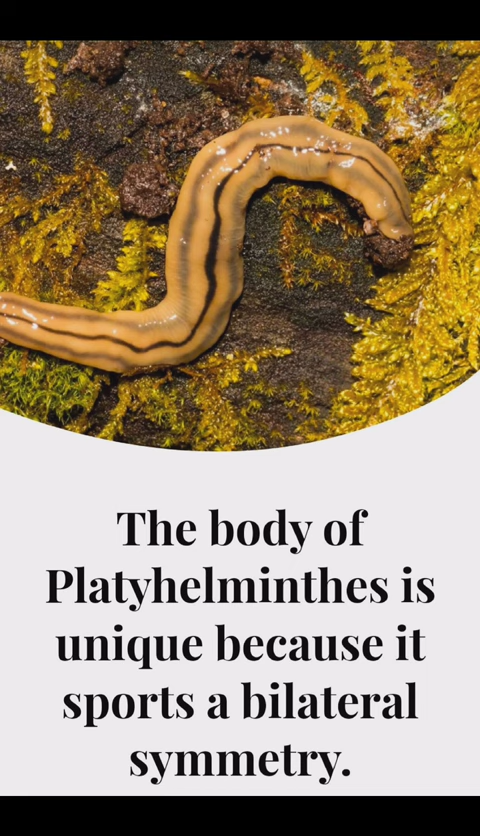 The body of
Platyhelminthes is
unique because it
sports a bilateral
symmetry.